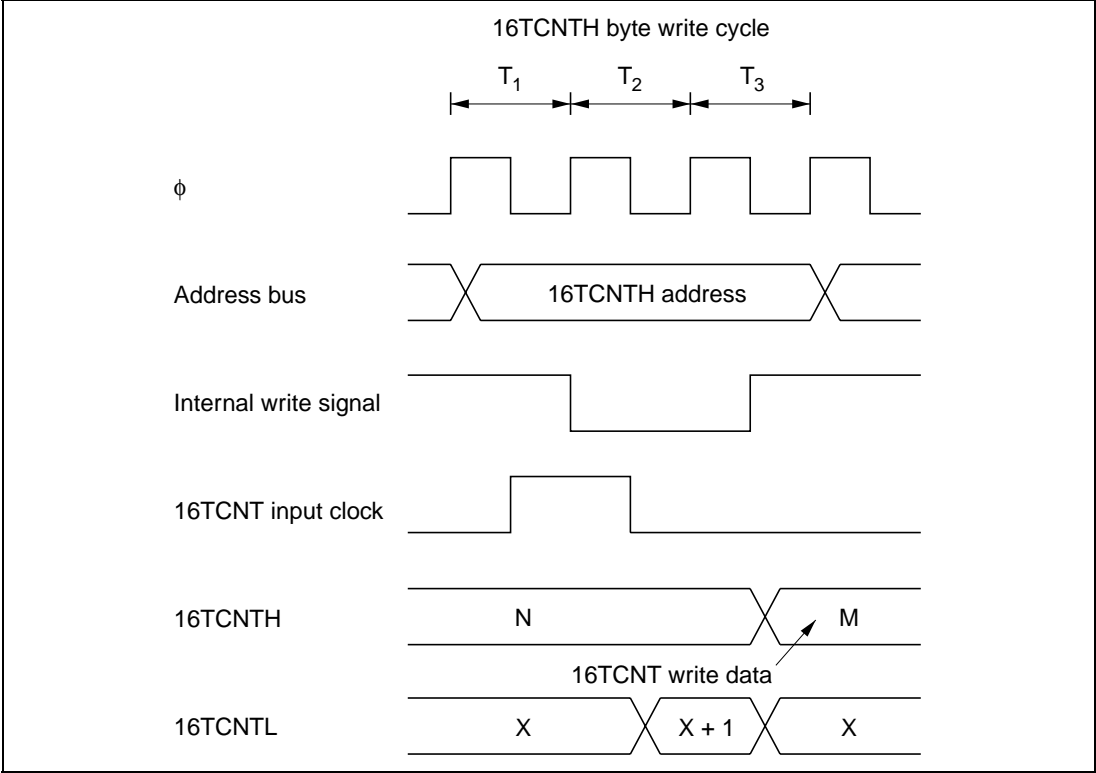 16TCNTH byte write cycle
T1 T2 T3
φ
Address bus
16TCNTH address
Internal write signal
16TCNT input clock
16TCNTH
N
M
16TCNT write data
16TCNTL
X
X + 1
X